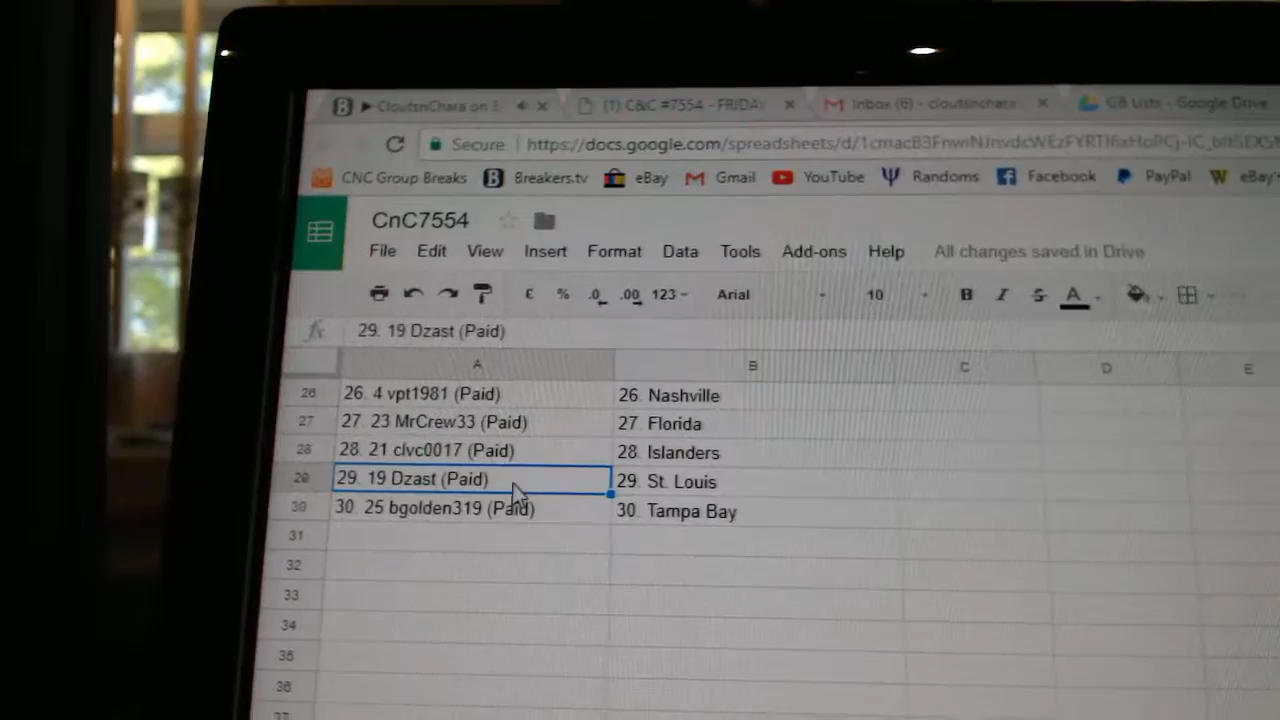 CloutsnChara on
(1) C&C #7554 - FRIDAY
Inbox (6) - cloutsinchara
GB Lists - Google Drive
Secure https://docs.google.com/spreadsheets/d/
CNC Group Breaks Breakers.tv eBay Gmail YouTube Randoms Facebook PayPal eBay
CnC7554
File Edit View Insert Format Data Tools Add-ons Help All changes saved in Drive
£ % .0 .00 123 Arial 10 B I S A
fx 29. 19 Dzast (Paid)
A B C D E
26 26. 4 vpt1981 (Paid) 26. Nashville
27 27. 23 MrCrew33 (Paid) 27 Florida
28 28. 21 clvc0017 (Paid) 28. Islanders
29 29. 19 Dzast (Paid) 29. St. Louis
30 30. 25 bgolden319 (Paid) 30. Tampa Bay
31
32
33
34
35
36
37